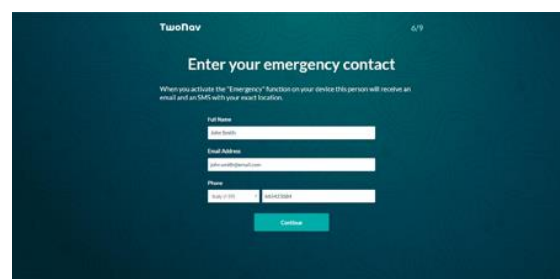 TwoNav
6/9
Enter your emergency contact
When you activate the "Emergency" function on your device this person will receive an
email and an SMS with your exact location.
Full Name
John Smith
Email Address
john.smith@email.com
Phone
Italy (+39)
Continue